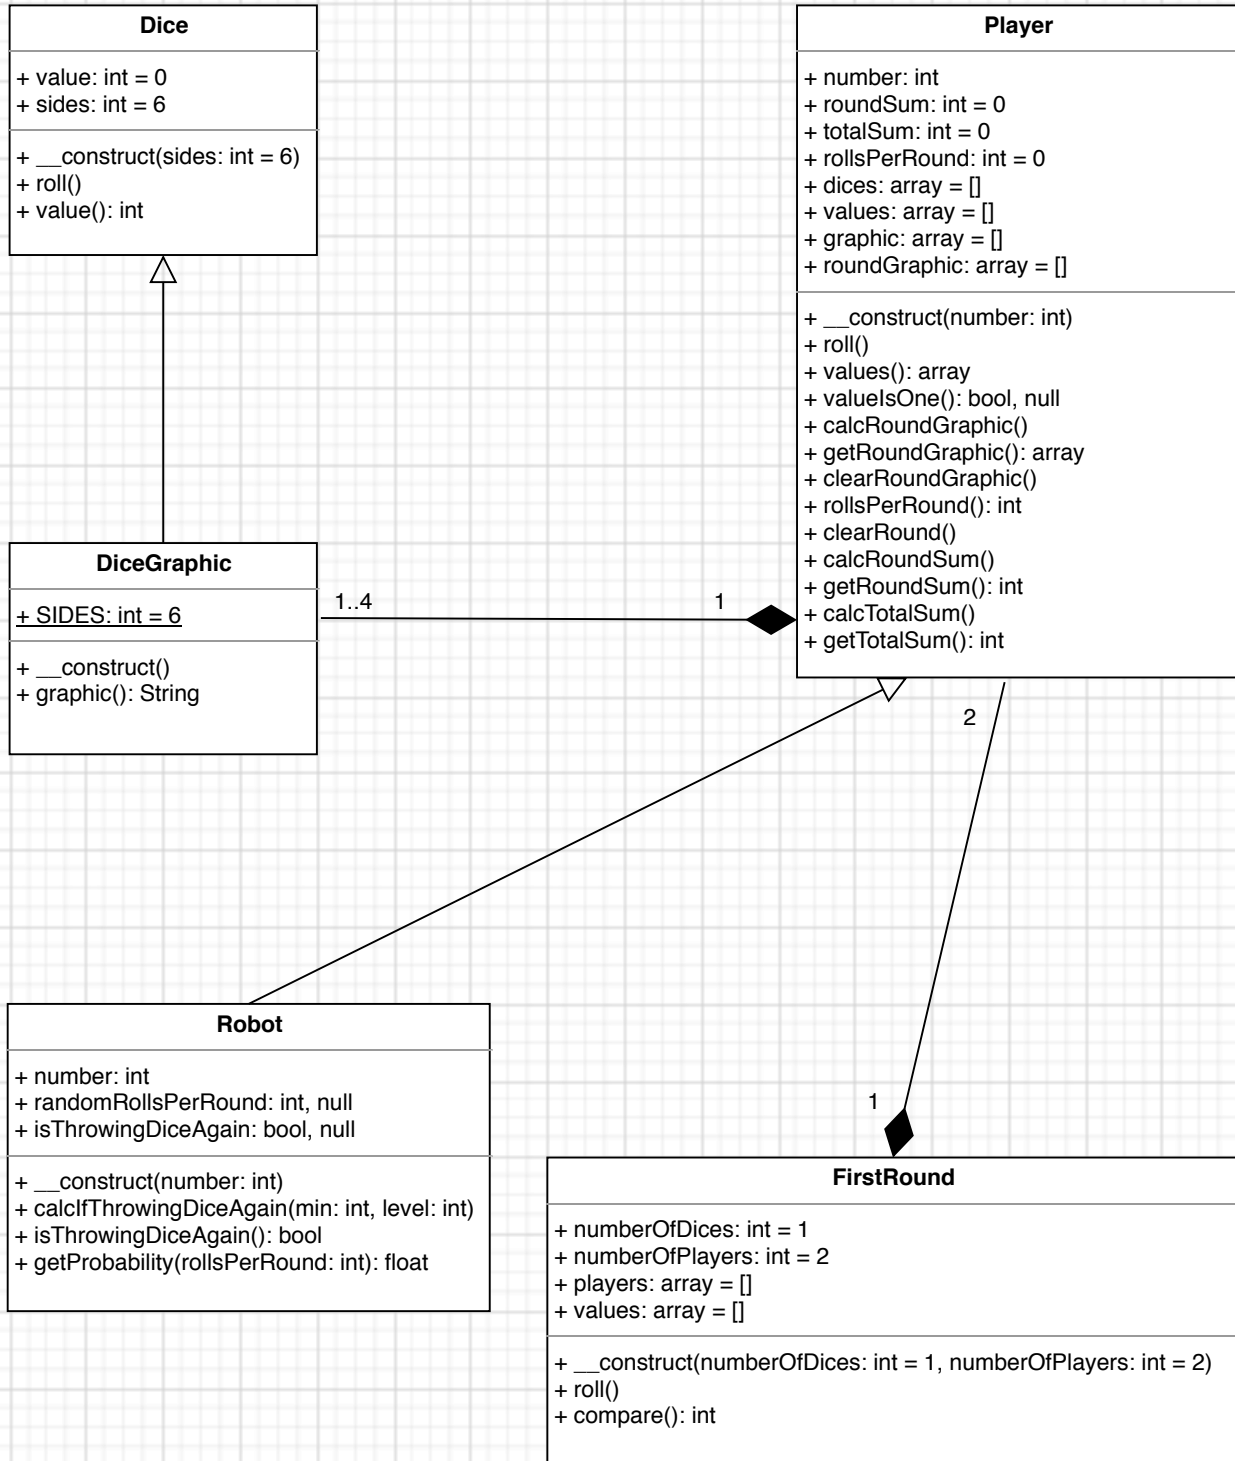 Dice
+ value: int = 0
+ sides: int = 6
+ __construct(sides: int = 6)
+ roll()
+ value(): int
Player
+ number: int
+ roundSum: int = 0
+ totalSum: int = 0
+ rollsPerRound: int = 0
+ dices: array = []
+ values: array = []
+ graphic: array = []
+ roundGraphic: array = []
+ __construct(number: int)
+ roll()
+ values(): array
+ valueIsOne(): bool, null
+ calcRoundGraphic()
+ getRoundGraphic(): array
+ clearRoundGraphic()
+ rollsPerRound(): int
+ clearRound()
+ calcRoundSum()
+ getRoundSum(): int
+ calcTotalSum()
+ getTotalSum(): int
DiceGraphic
+ SIDES: int = 6
+ __construct()
+ graphic(): String
1..4
1
2
1
Robot
+ number: int
+ randomRollsPerRound: int, null
+ isThrowingDiceAgain: bool, null
+ __construct(number: int)
+ calcIfThrowingDiceAgain(min: int, level: int)
+ isThrowingDiceAgain(): bool
+ getProbability(rollsPerRound: int): float
FirstRound
+ numberOfDices: int = 1
+ numberOfPlayers: int = 2
+ players: array = []
+ values: array = []
+ __construct(numberOfDices: int = 1, numberOfPlayers: int = 2)
+ roll()
+ compare(): int